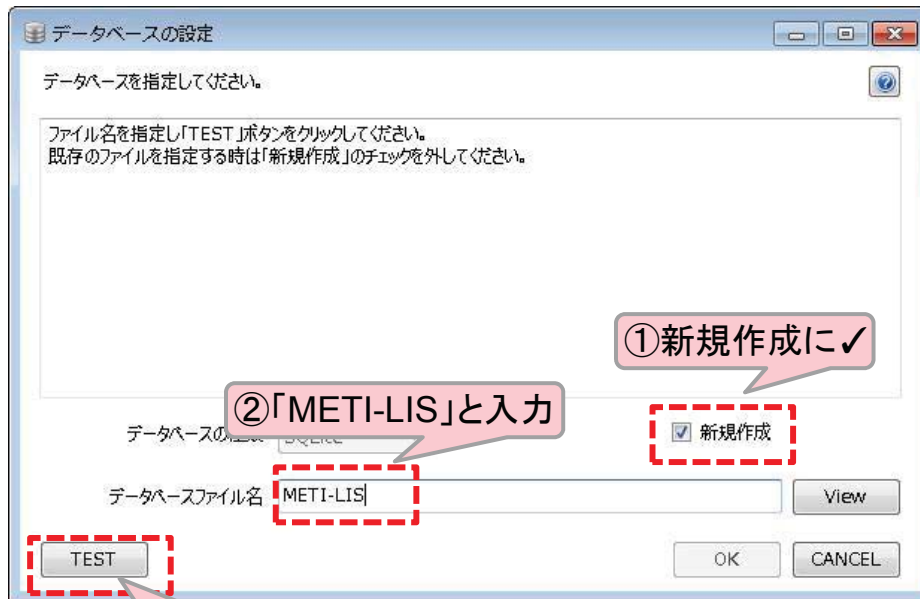 データベースの設定
データベースを指定してください。
ファイル名を指定し「TEST」ボタンをクリックしてください。
既存のファイルを指定する時は「新規作成」のチェックを外してください。
①新規作成に✓
②「METI-LIS」と入力
データベースの
新規作成
データベースファイル名 METI-LIS View
TEST OK CANCEL